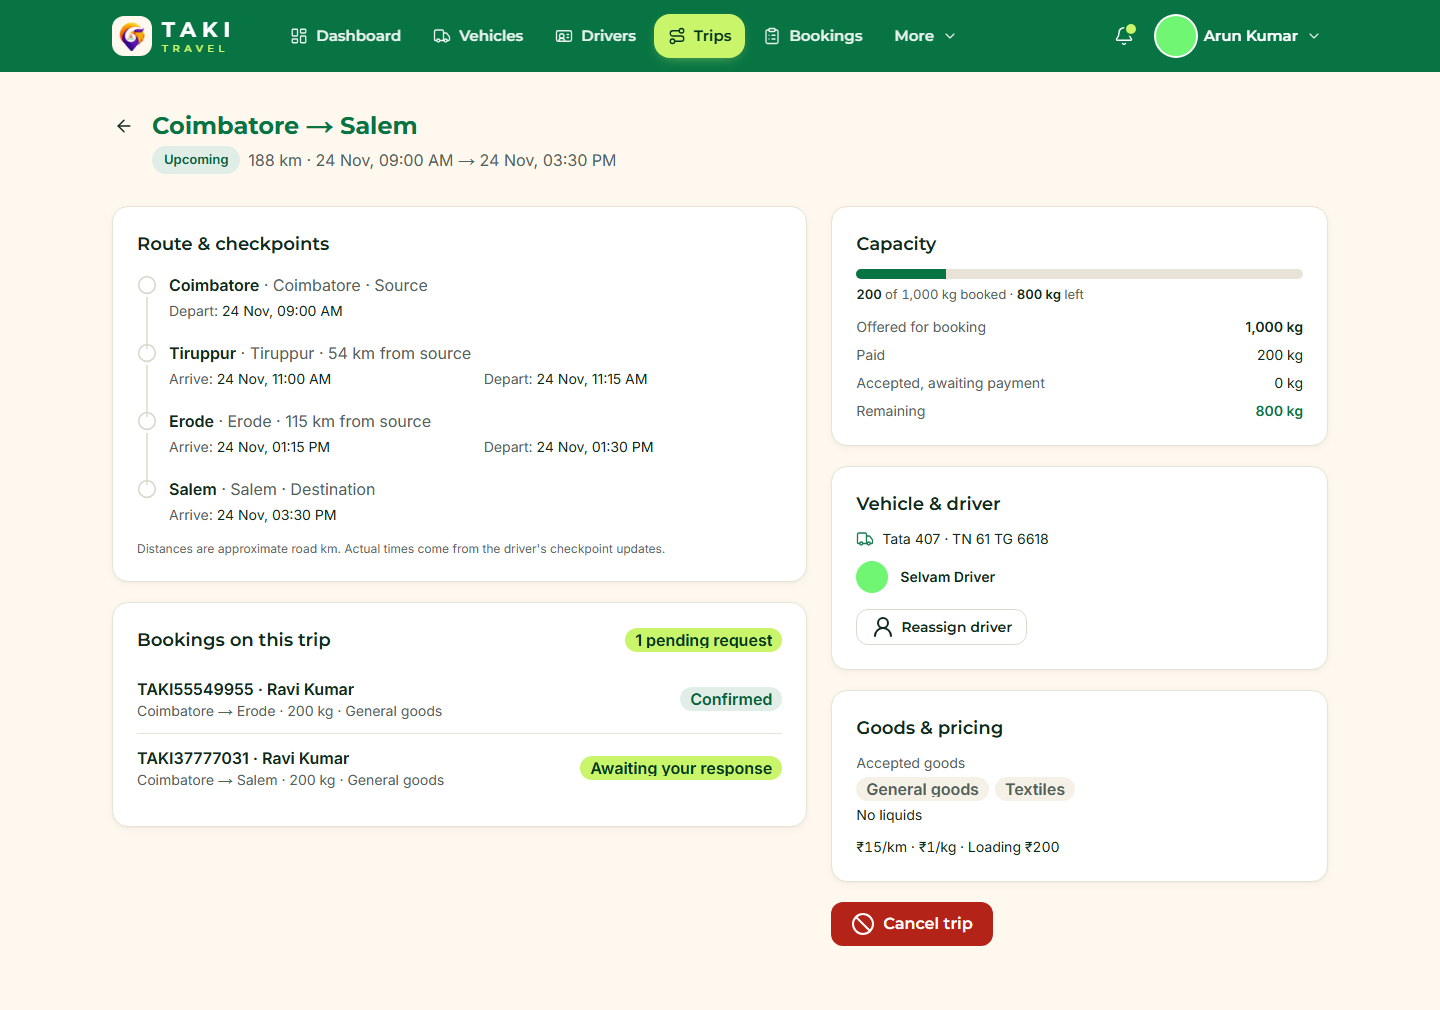 TAKI
TRAVEL
Dashboard
Vehicles
Drivers
Trips
Bookings
More
Arun Kumar
Coimbatore → Salem
Upcoming
188 km · 24 Nov, 09:00 AM → 24 Nov, 03:30 PM
Route & checkpoints
Coimbatore · Coimbatore · Source
Depart: 24 Nov, 09:00 AM
Tiruppur · Tiruppur · 54 km from source
Arrive: 24 Nov, 11:00 AM
Depart: 24 Nov, 11:15 AM
Erode · Erode · 115 km from source
Arrive: 24 Nov, 01:15 PM
Depart: 24 Nov, 01:30 PM
Salem · Salem · Destination
Arrive: 24 Nov, 03:30 PM
Distances are approximate road km. Actual times come from the driver's checkpoint updates.
Bookings on this trip
1 pending request
TAKI55549955 · Ravi Kumar
Coimbatore → Erode · 200 kg · General goods
Confirmed
TAKI37777031 · Ravi Kumar
Coimbatore → Salem · 200 kg · General goods
Awaiting your response
Capacity
200 of 1,000 kg booked · 800 kg left
Offered for booking
1,000 kg
Paid
200 kg
Accepted, awaiting payment
0 kg
Remaining
800 kg
Vehicle & driver
Tata 407 · TN 61 TG 6618
Selvam Driver
Reassign driver
Goods & pricing
Accepted goods
General goods
Textiles
No liquids
₹15/km · ₹1/kg · Loading ₹200
Cancel trip